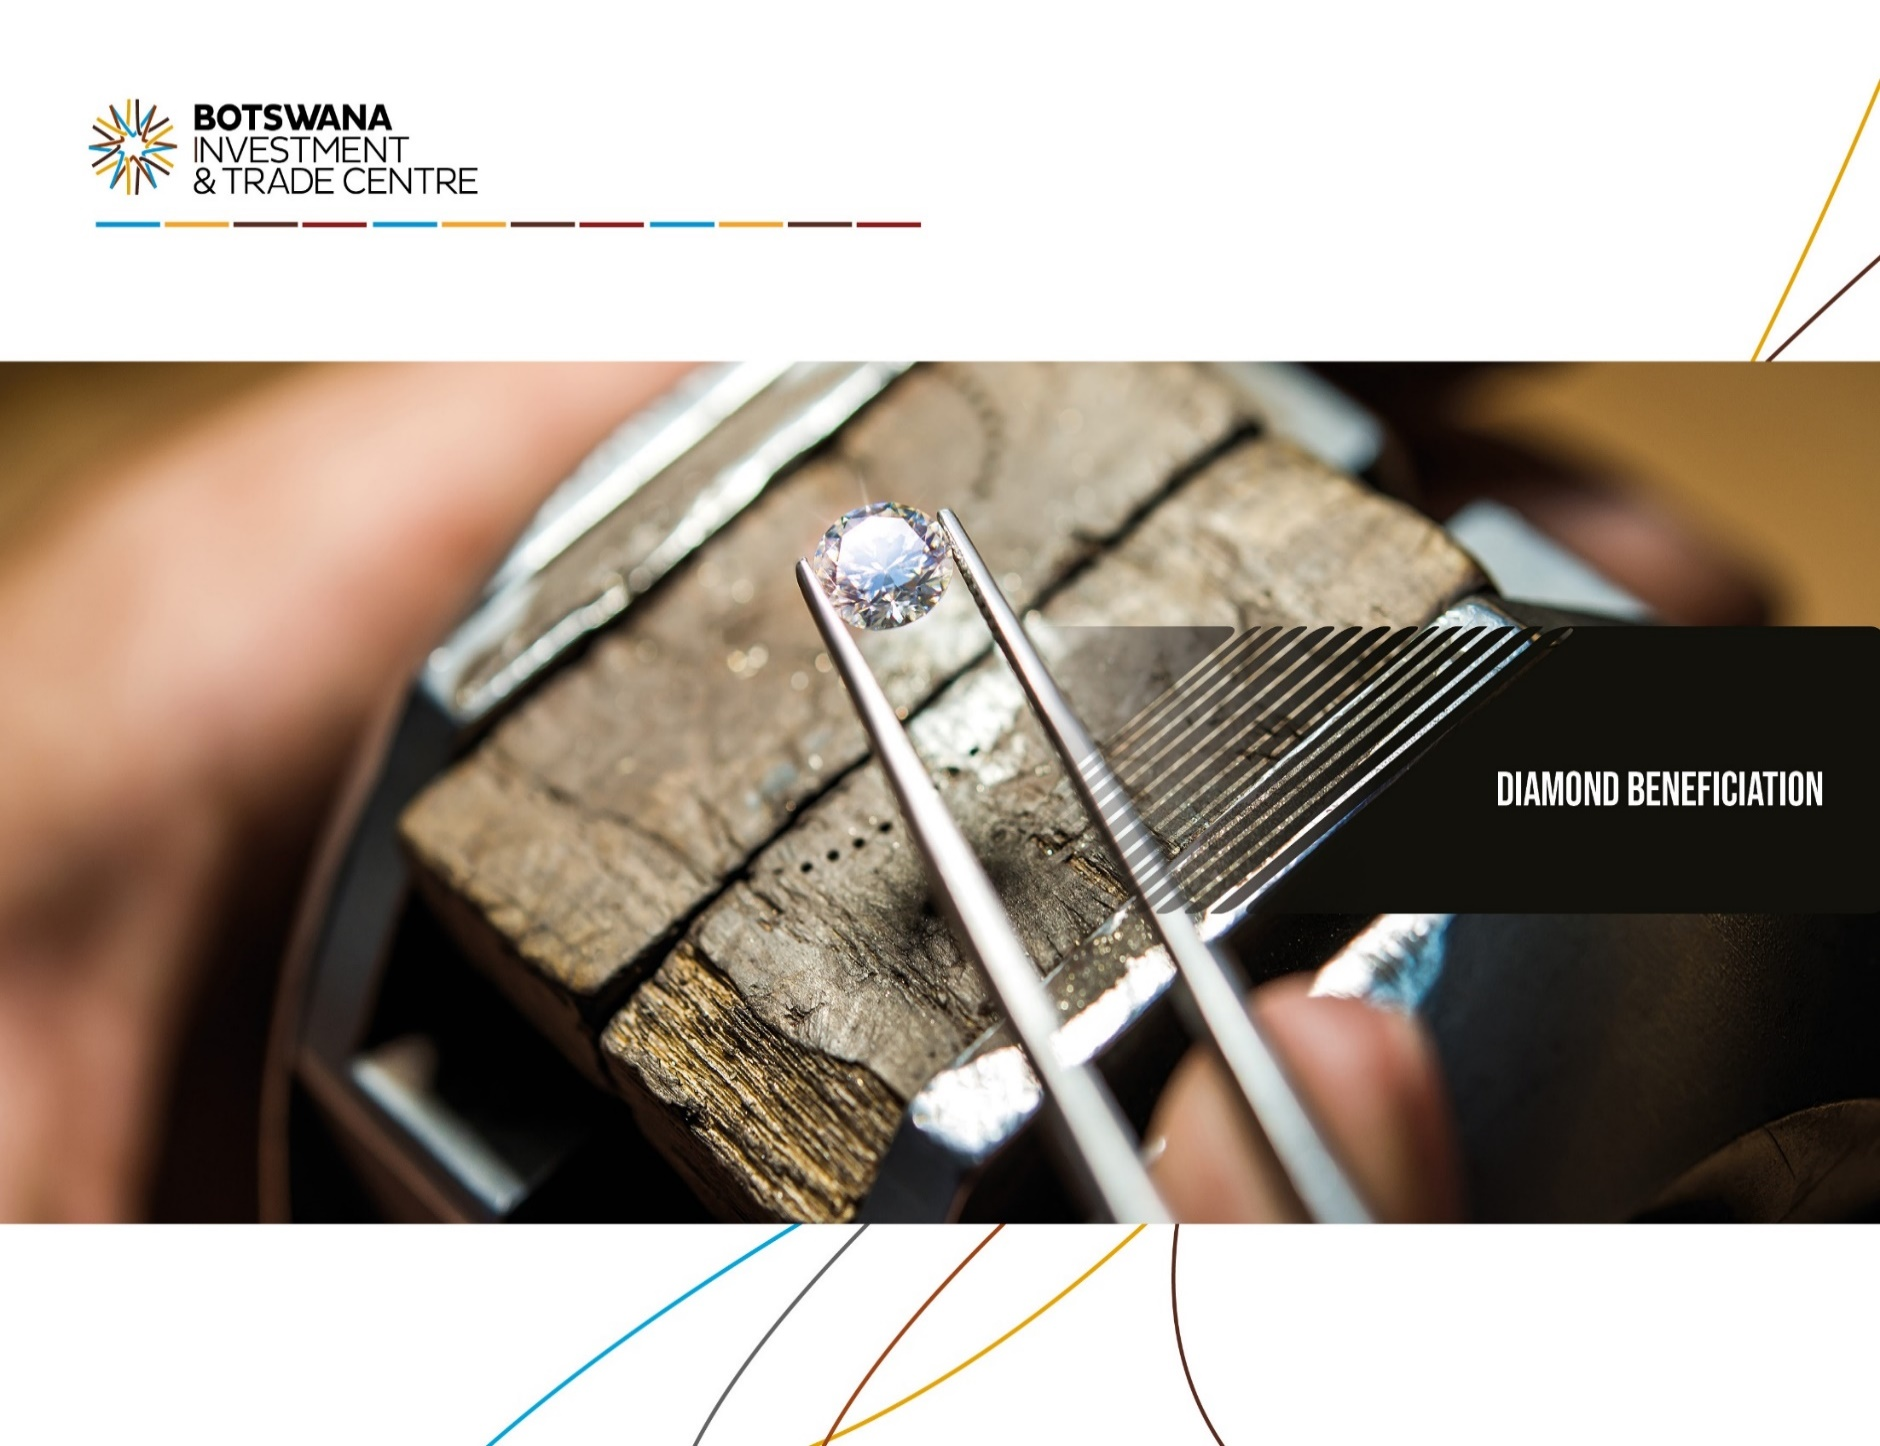 BOTSWANA
INVESTMENT
& TRADE CENTRE
DIAMOND BENEFICIATION